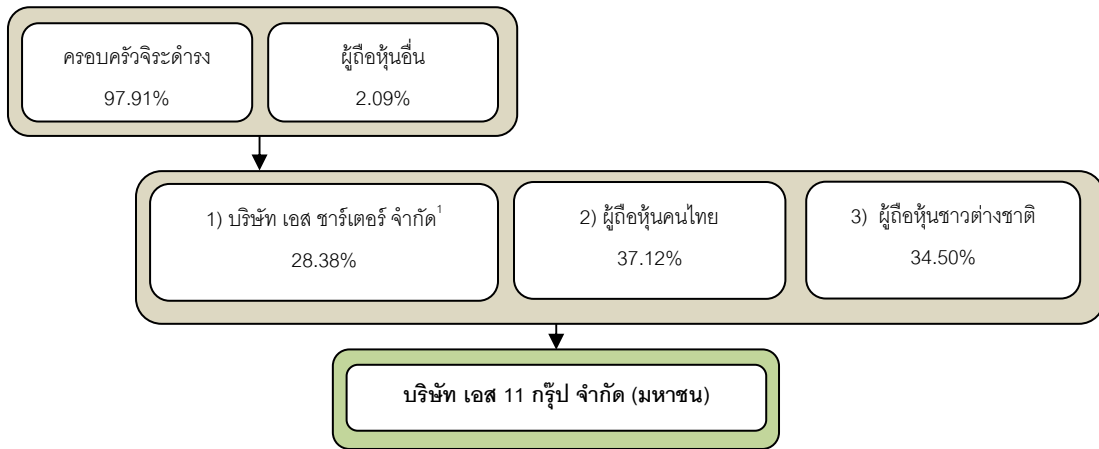 ครอบครัวจิระดำรง
97.91%
ผู้ถือหุ้นอื่น
2.09%
1) บริษัท เอส ชาร์เตอร์ จำกัด¹
28.38%
2) ผู้ถือหุ้นคนไทย
37.12%
3) ผู้ถือหุ้นชาวต่างชาติ
34.50%
บริษัท เอส 11 กรุ๊ป จำกัด (มหาชน)